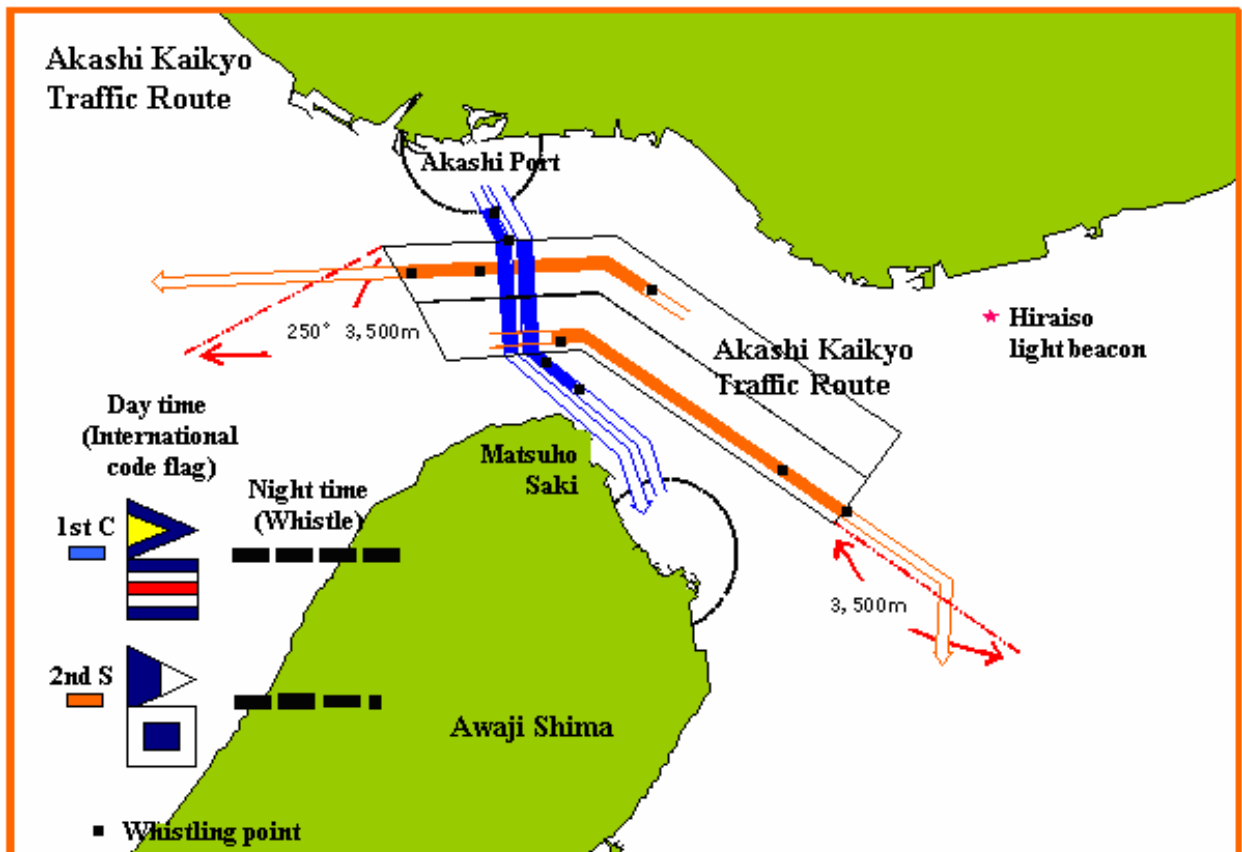 Akashi Kaikyo
Traffic Route
Akashi Port
250° 3,500m
Hiraiso
light beacon
Akashi Kaikyo
Traffic Route
Day time
(International
code flag)
Matsuho
Saki
Night time
(Whistle)
1st C
3,500m
2nd S
Awaji Shima
Whistling point